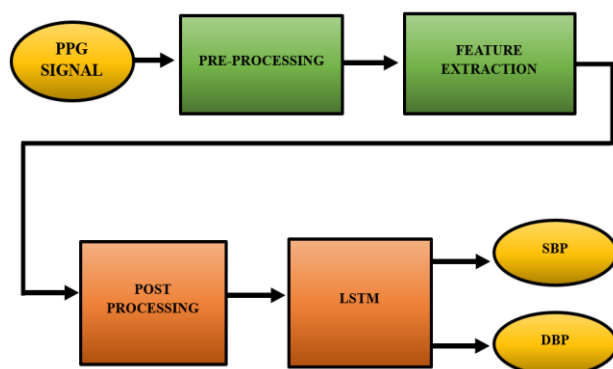 PPG
SIGNAL
PRE-PROCESSING
FEATURE
EXTRACTION
POST
PROCESSING
LSTM
SBP
DBP